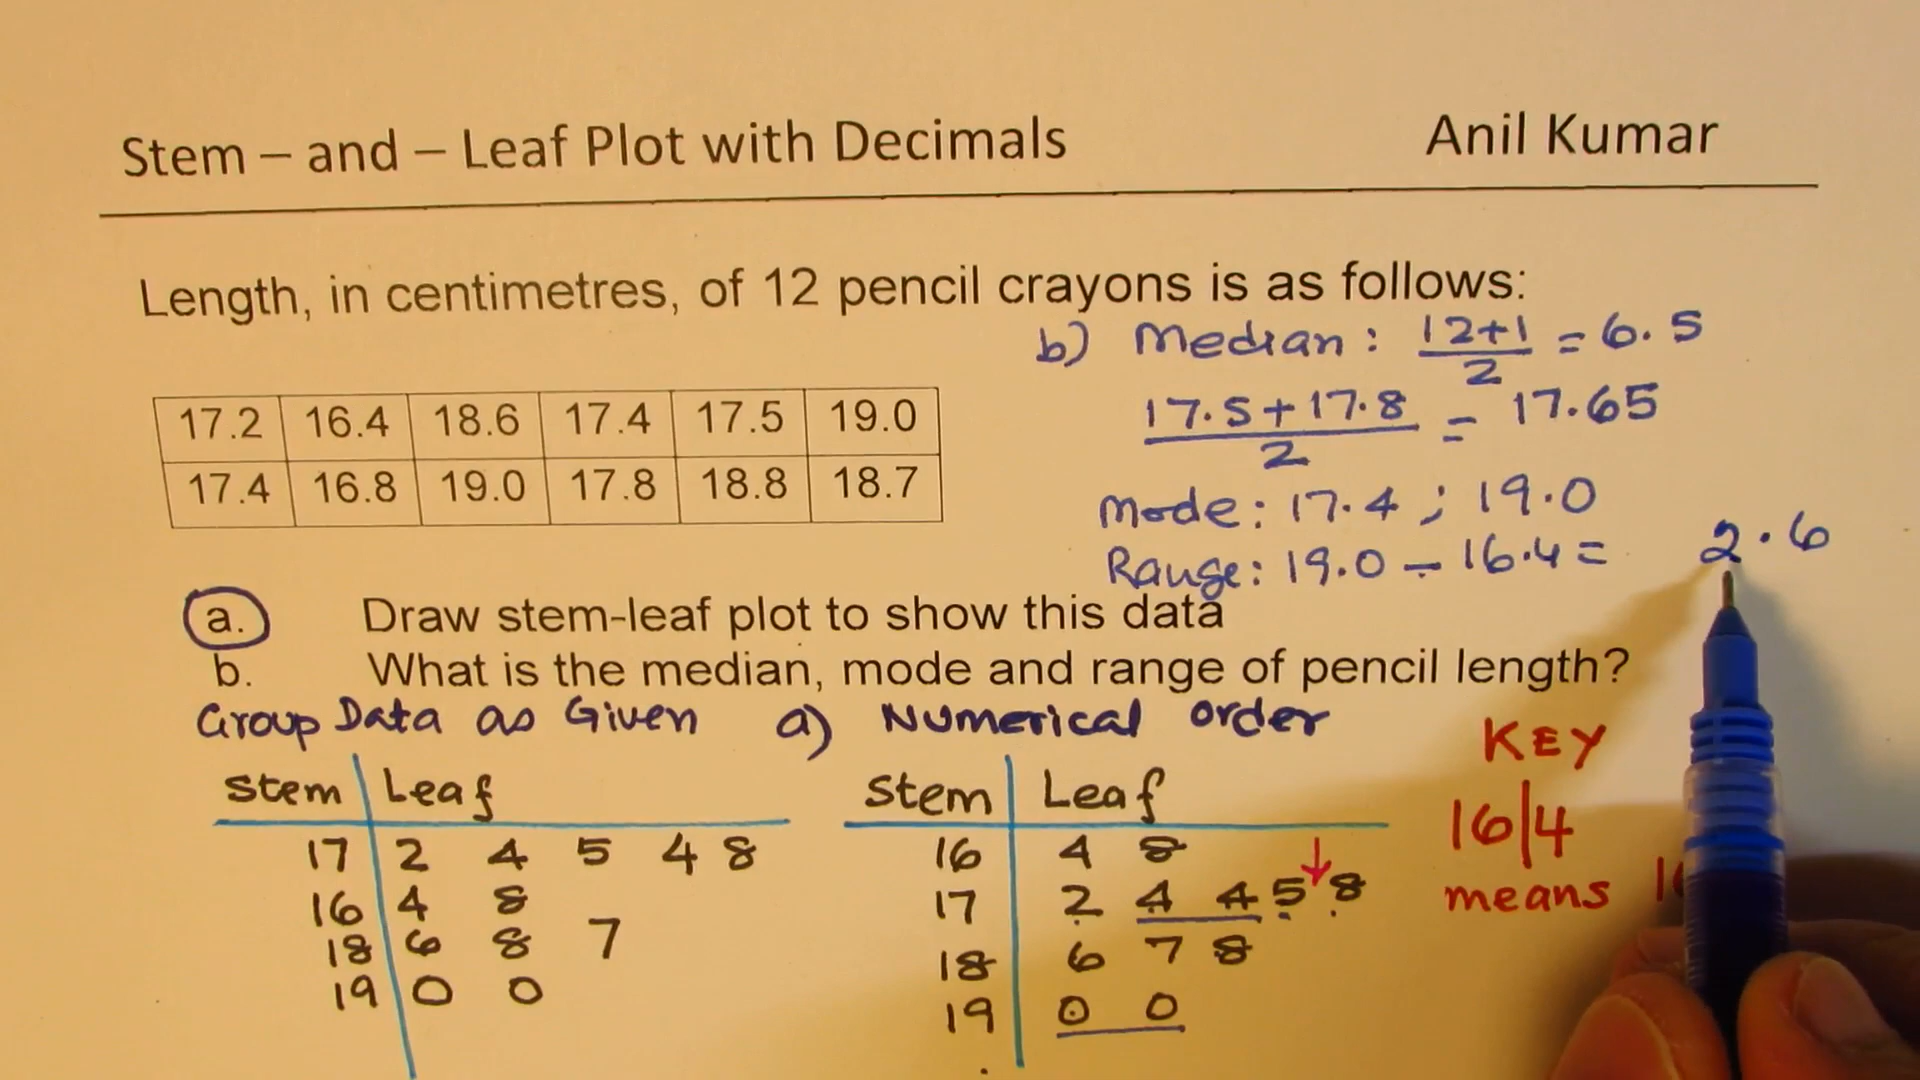 Stem – and – Leaf Plot with Decimals
Anil Kumar
Length, in centimetres, of 12 pencil crayons is as follows:
17.2 16.4 18.6 17.4 17.5 19.0
17.4 16.8 19.0 17.8 18.8 18.7
b) Median: 12+1/2 = 6.5
17.5+17.8/2 = 17.65
Mode: 17.4 ; 19.0
Range: 19.0 – 16.4 = 2.6
a. Draw stem-leaf plot to show this data
b. What is the median, mode and range of pencil length?
Group Data as Given
Stem | Leaf
17 | 2 4 5 4 8
16 | 4 8
18 | 6 8 7
19 | 0 0
a) Numerical order
Stem | Leaf
16 | 4 8
17 | 2 4 4 5 8
18 | 6 7 8
19 | 0 0
KEY
16|4
means